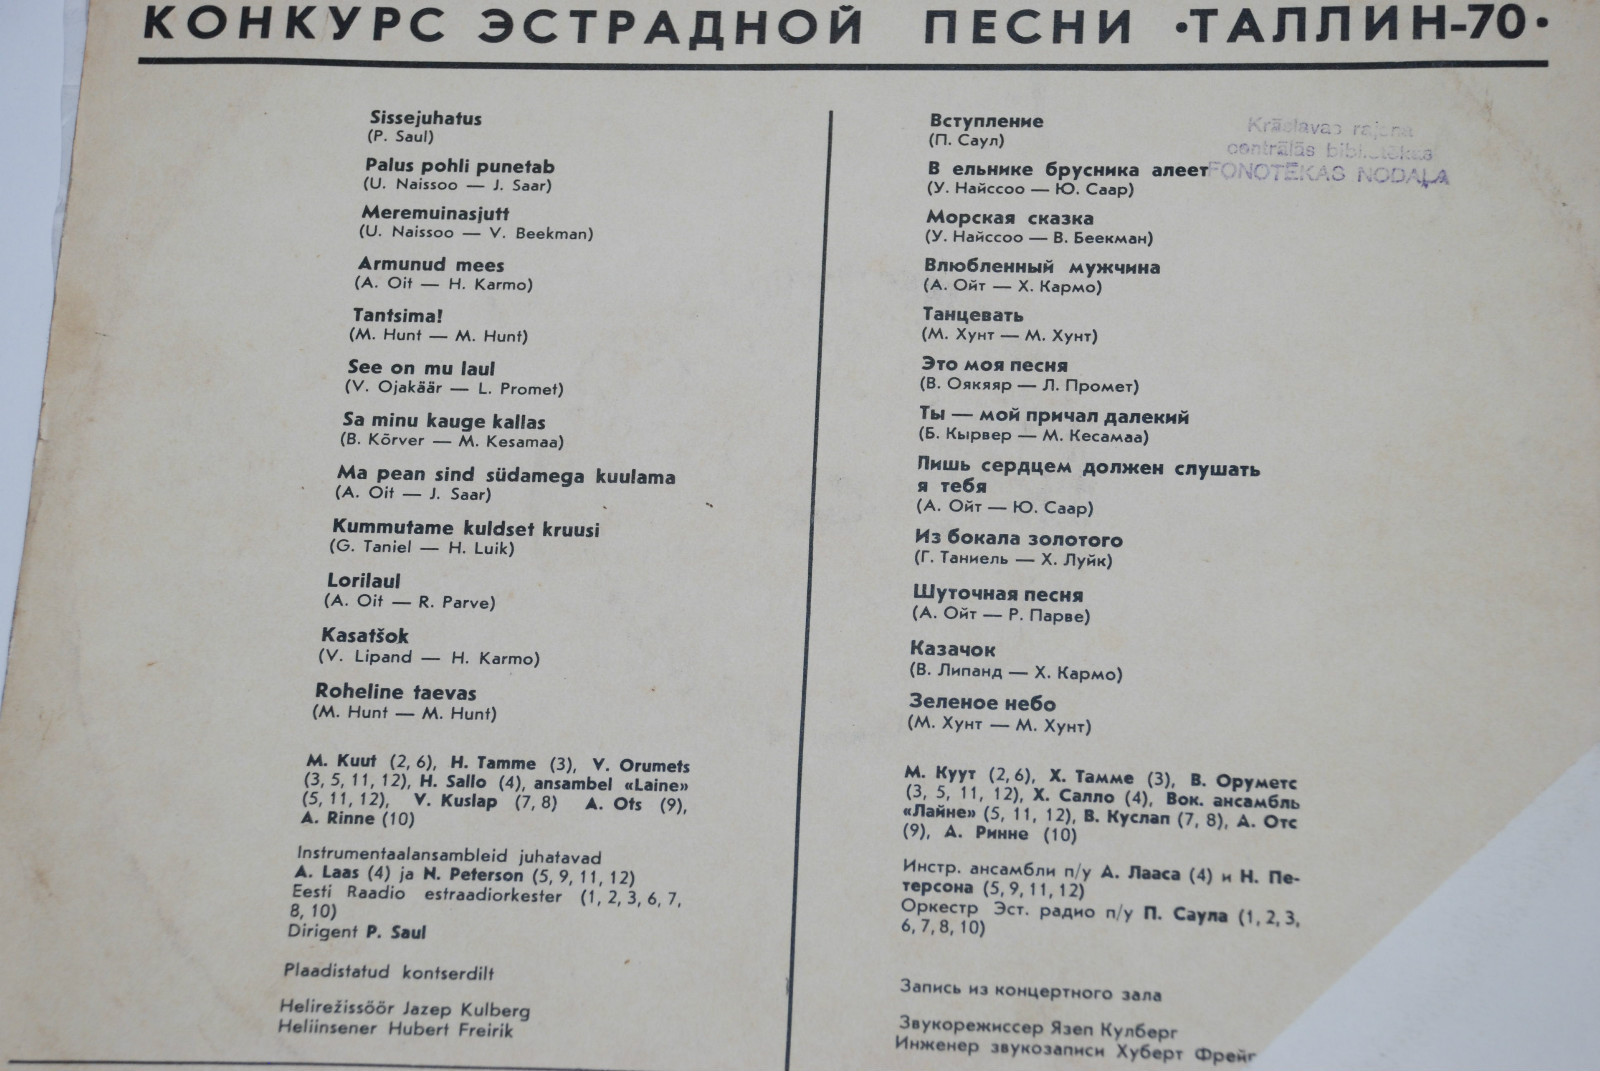 КОНКУРС ЭСТРАДНОЙ ПЕСНИ •ТАЛЛИН-70•
Sissejuhatus
(P. Saul)
Palus pohli punetab
(U. Naissoo — J. Saar)
Meremuinasjutt
(U. Naissoo — V. Beekman)
Armunud mees
(A. Oit — H. Karmo)
Tantsima!
(M. Hunt — M. Hunt)
See on mu laul
(V. Ojakäär — L. Promet)
Sa minu kauge kallas
(B. Kõrver — M. Kesamaa)
Ma pean sind südamega kuulama
(A. Oit — J. Saar)
Kummutame kuldset kruusi
(G. Taniel — H. Luik)
Lorilaul
(A. Oit — R. Parve)
Kasatšok
(V. Lipand — H. Karmo)
Roheline taevas
(M. Hunt — M. Hunt)
M. Kuut (2, 6), H. Tamme (3), V. Orumets
(3, 5, 11, 12), H. Sallo (4), ansambel «Laine»
(5, 11, 12), V. Kuslap (7, 8) A. Ots (9),
A. Rinne (10)
Instrumentaalansambleid juhatavad
A. Laas (4) ja N. Peterson (5, 9, 11, 12)
Eesti Raadio estraadiorkester (1, 2, 3, 6, 7,
8, 10)
Dirigent P. Saul
Plaadistatud kontserdilt
Helirežissöör Jazep Kulberg
Heliinsener Hubert Freirik
Вступление
(П. Саул)
В ельнике брусника алеет
(У. Найссоо — Ю. Саар)
Морская сказка
(У. Найссоо — В. Беекман)
Влюбленный мужчина
(А. Ойт — Х. Кармо)
Танцевать
(М. Хунт — М. Хунт)
Это моя песня
(В. Оякяяр — Л. Промет)
Ты — мой причал далекий
(Б. Кырвер — М. Кесамаа)
Лишь сердцем должен слушать
я тебя
(А. Ойт — Ю. Саар)
Из бокала золотого
(Г. Таниель — Х. Луйк)
Шуточная песня
(А. Ойт — Р. Парве)
Казачок
(В. Липанд — Х. Кармо)
Зеленое небо
(М. Хунт — М. Хунт)
М. Куут (2, 6), Х. Тамме (3), В. Оруметс
(3, 5, 11, 12), Х. Салло (4), Вок. ансамбль
«Лайне» (5, 11, 12), В. Куслап (7, 8), А. Отс
(9), А. Ринне (10)
Инстр. ансамбли п/у А. Лааса (4) и Н. Пе-
терсона (5, 9, 11, 12)
Оркестр Эст. радио п/у П. Саула (1, 2, 3,
6, 7, 8, 10)
Запись из концертного зала
Звукорежиссер Язеп Кулберг
Инженер звукозаписи Хуберт
Krāslavas rajona
centrālās bibliotēkas
FONOTĒKAS NODAĻA